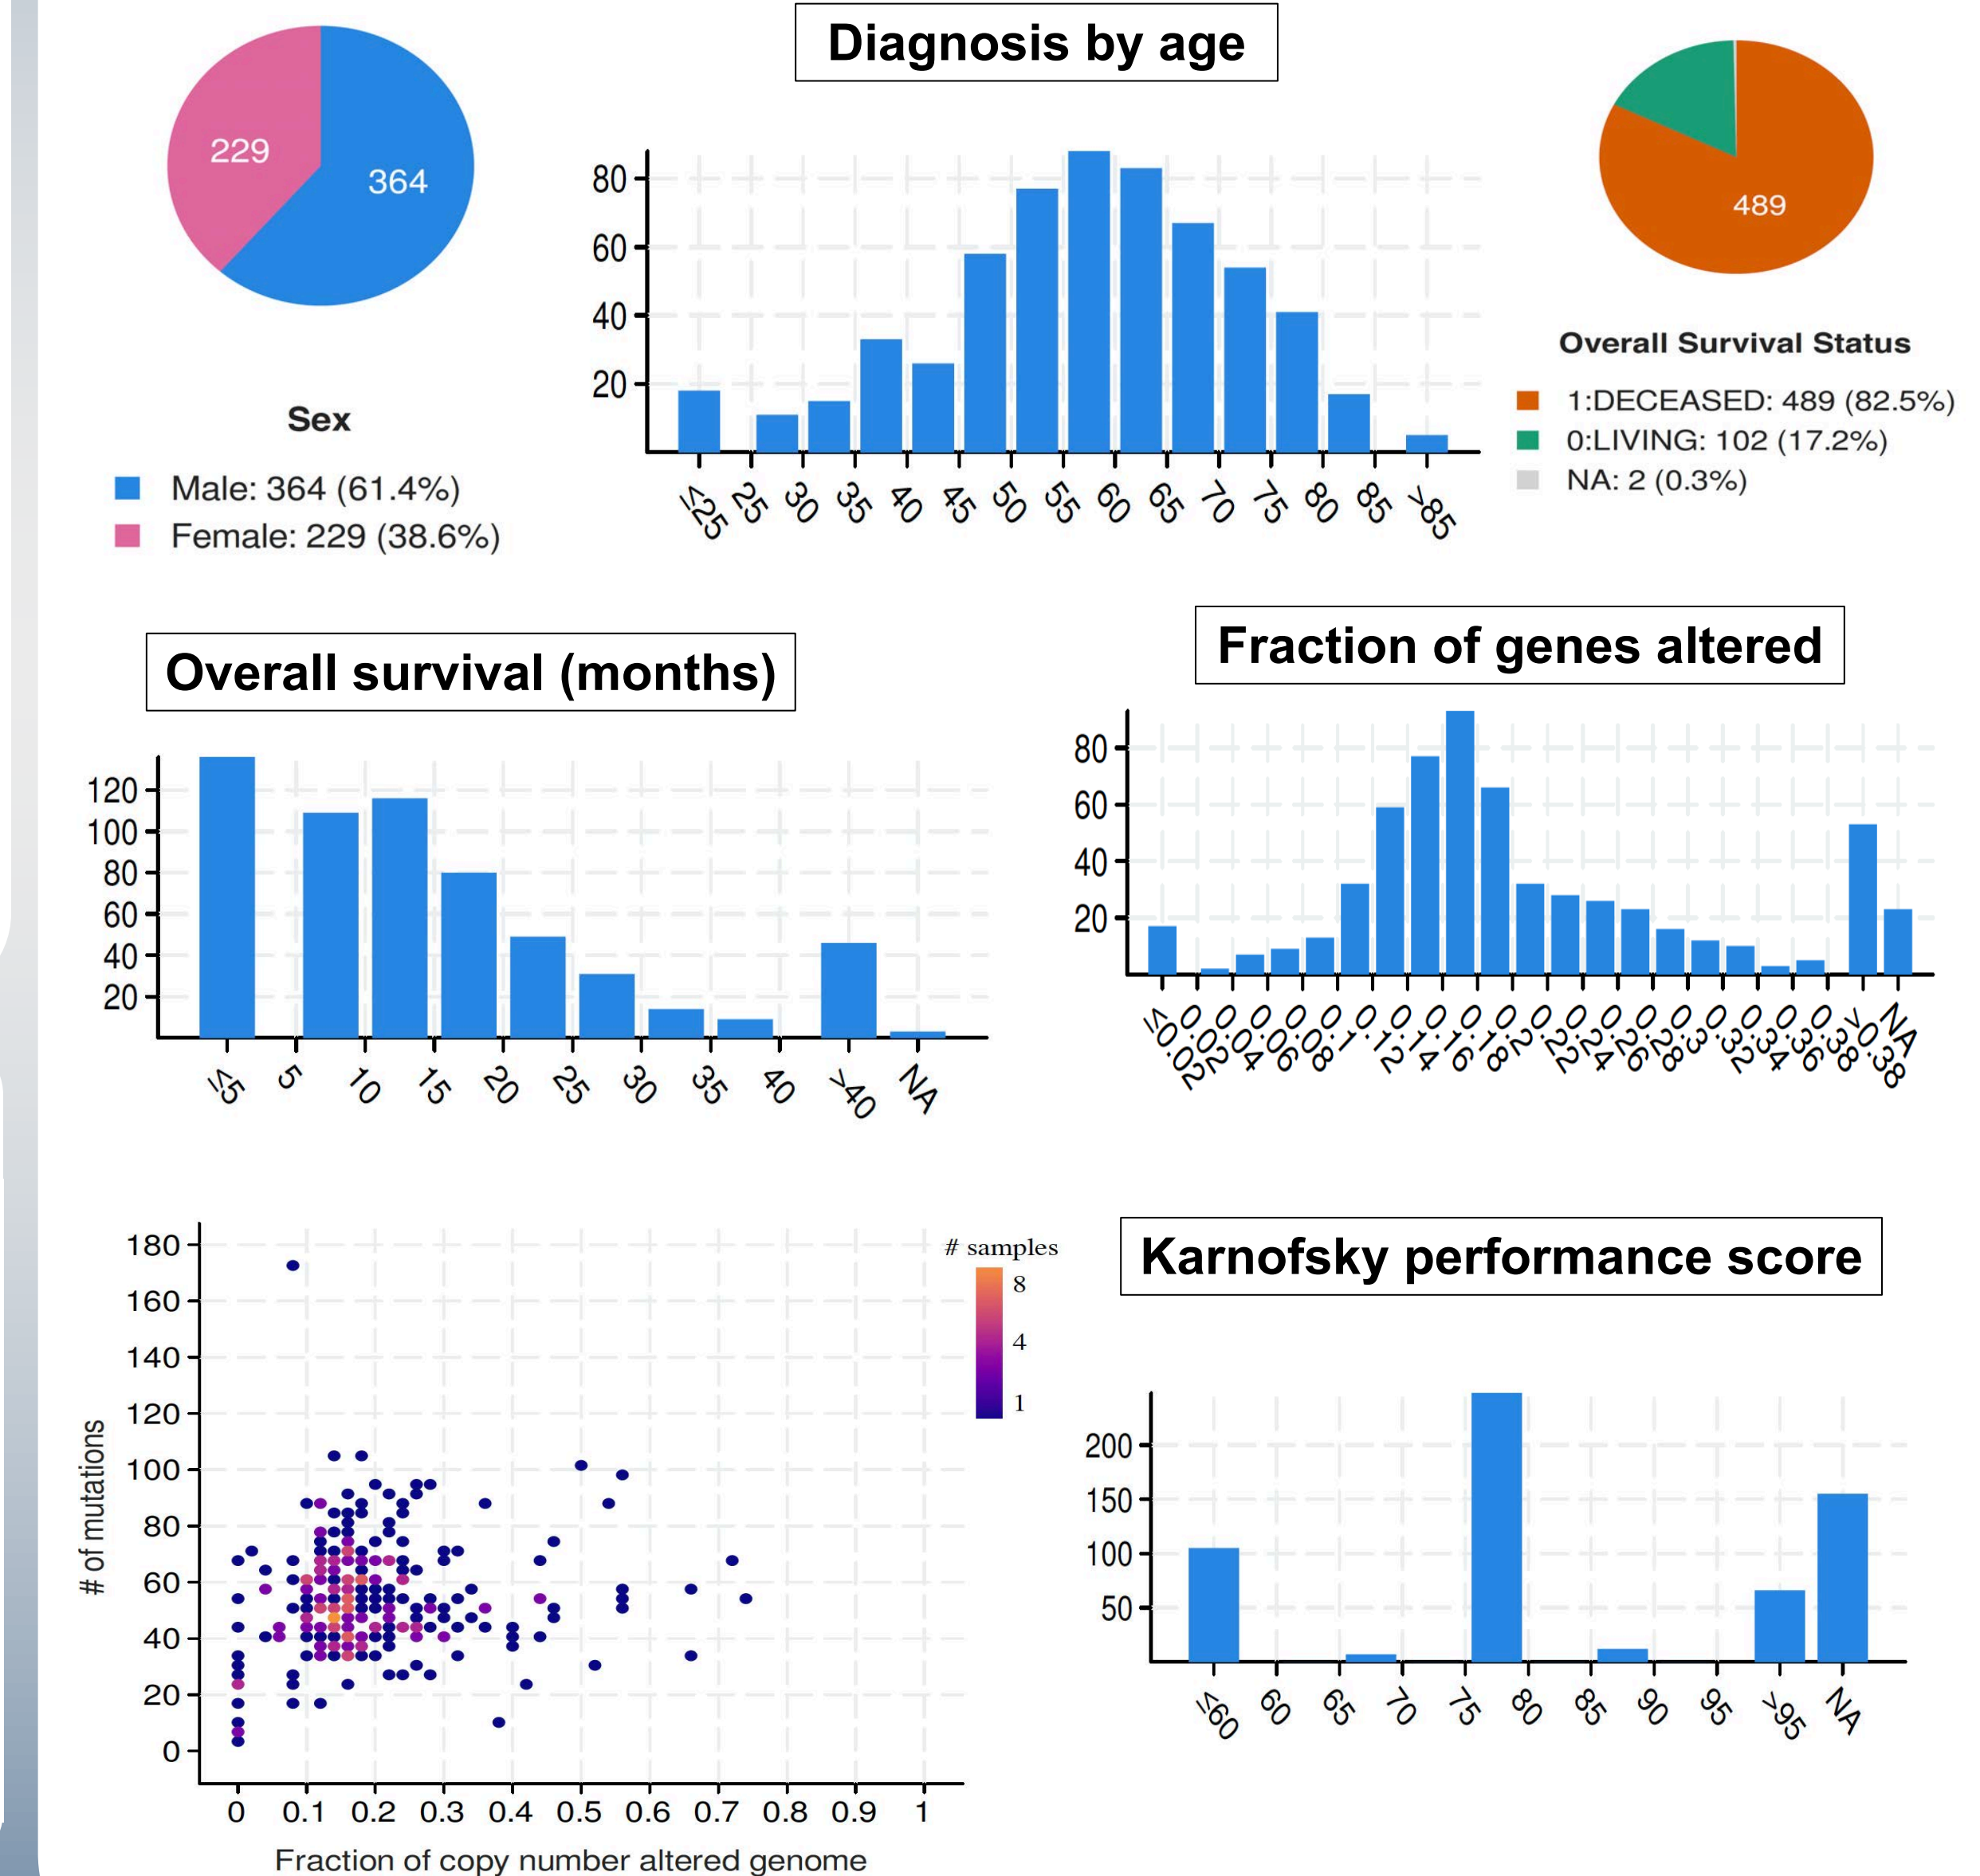 229
364
Sex
Male: 364 (61.4%)
Female: 229 (38.6%)
Diagnosis by age
80
60
40
20
≤25 25 30 35 40 45 50 55 60 65 70 75 80 85 >85
489
Overall Survival Status
1:DECEASED: 489 (82.5%)
0:LIVING: 102 (17.2%)
NA: 2 (0.3%)
Overall survival (months)
120
100
80
60
40
20
≤5 5 10 15 20 25 30 35 40 >40 NA
Fraction of genes altered
80
60
40
20
≤0.02 0.02 0.04 0.06 0.08 0.1 0.12 0.14 0.16 0.18 0.2 0.22 0.24 0.26 0.28 0.3 0.32 0.34 0.36 0.38 >0.38 NA
# of mutations
180
160
140
120
100
80
60
40
20
0
0 0.1 0.2 0.3 0.4 0.5 0.6 0.7 0.8 0.9 1
Fraction of copy number altered genome
# samples
8
4
1
Karnofsky performance score
200
150
100
50
≤60 60 65 70 75 80 85 90 95 >95 NA